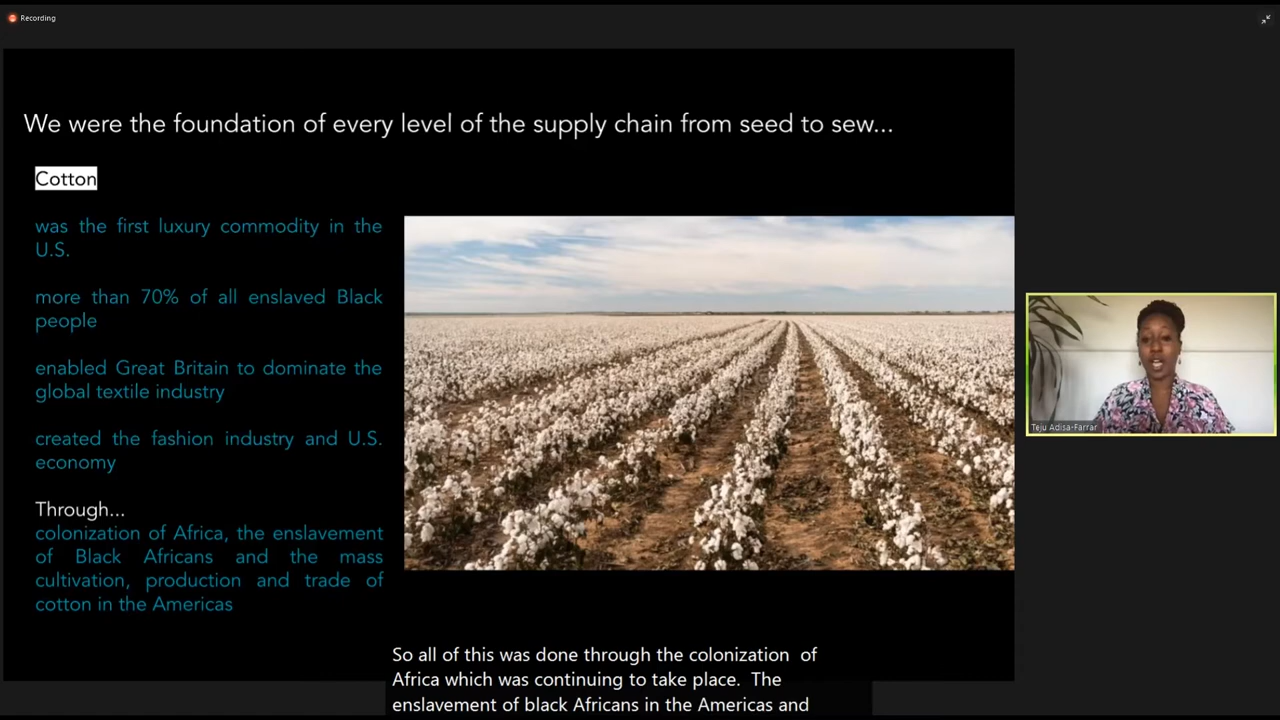 Recording
We were the foundation of every level of the supply chain from seed to sew...
Cotton
was the first luxury commodity in the
U.S.
more than 70% of all enslaved Black
people
enabled Great Britain to dominate the
global textile industry
created the fashion industry and U.S.
economy
Through...
colonization of Africa, the enslavement
of Black Africans and the mass
cultivation, production and trade of
cotton in the Americas
Teju Adisa-Farrar
So all of this was done through the colonization of
Africa which was continuing to take place. The
enslavement of black Africans in the Americas and